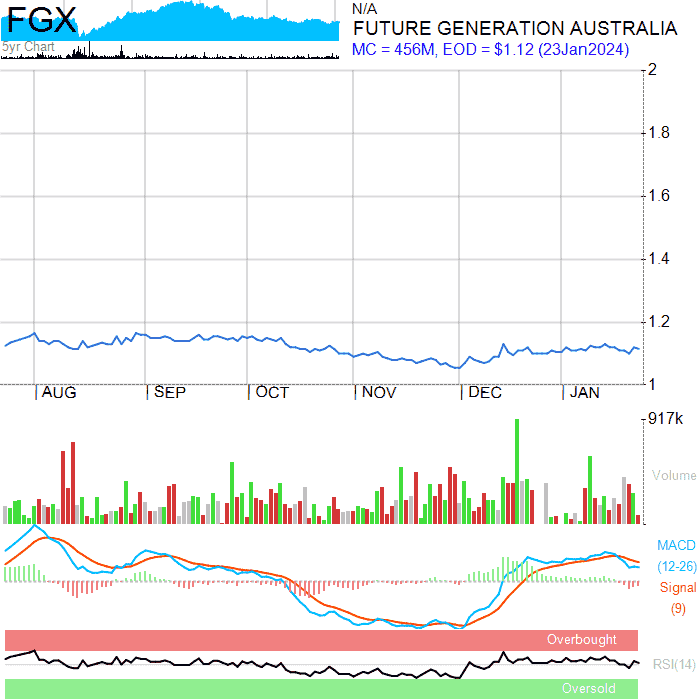 FGX
5yr Chart
N/A
FUTURE GENERATION AUSTRALIA
MC = 456M, EOD = $1.12 (23Jan2024)
2
1.8
1.6
1.4
1.2
1
AUG SEP OCT NOV DEC JAN
917k
Volume
MACD
(12-26)
Signal
(9)
Overbought
RSI(14)
Oversold